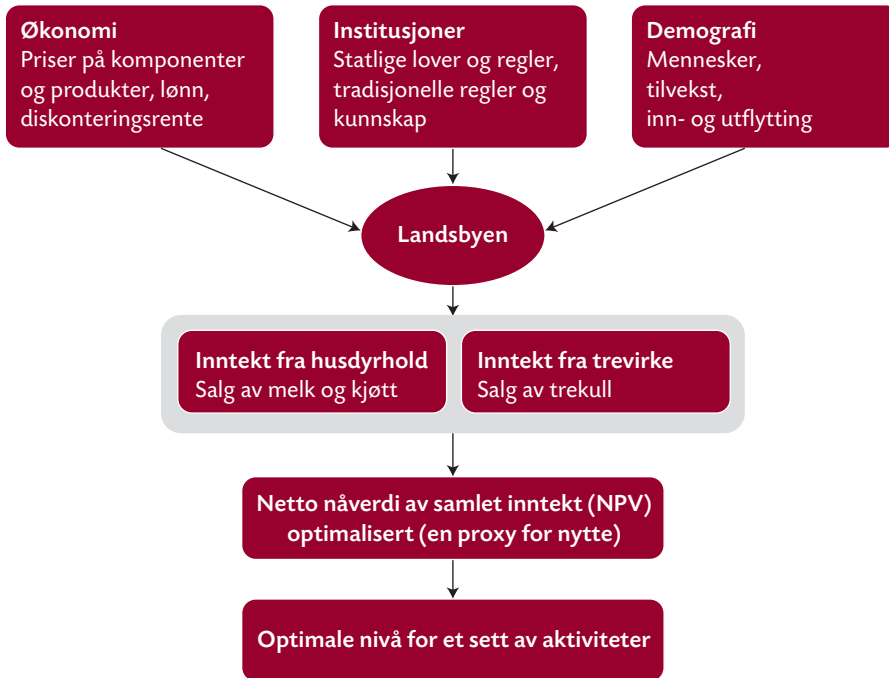 Økonomi
Priser på komponenter
og produkter, lønn,
diskonteringsrente
Institusjoner
Statlige lover og regler,
tradisjonelle regler og
kunnskap
Demografi
Mennesker,
tilvekst,
inn- og utflytting
Landsbyen
Inntekt fra husdyrhold
Salg av melk og kjøtt
Inntekt fra trevirke
Salg av trekull
Netto nåverdi av samlet inntekt (NPV)
optimalisert (en proxy for nytte)
Optimale nivå for et sett av aktiviteter